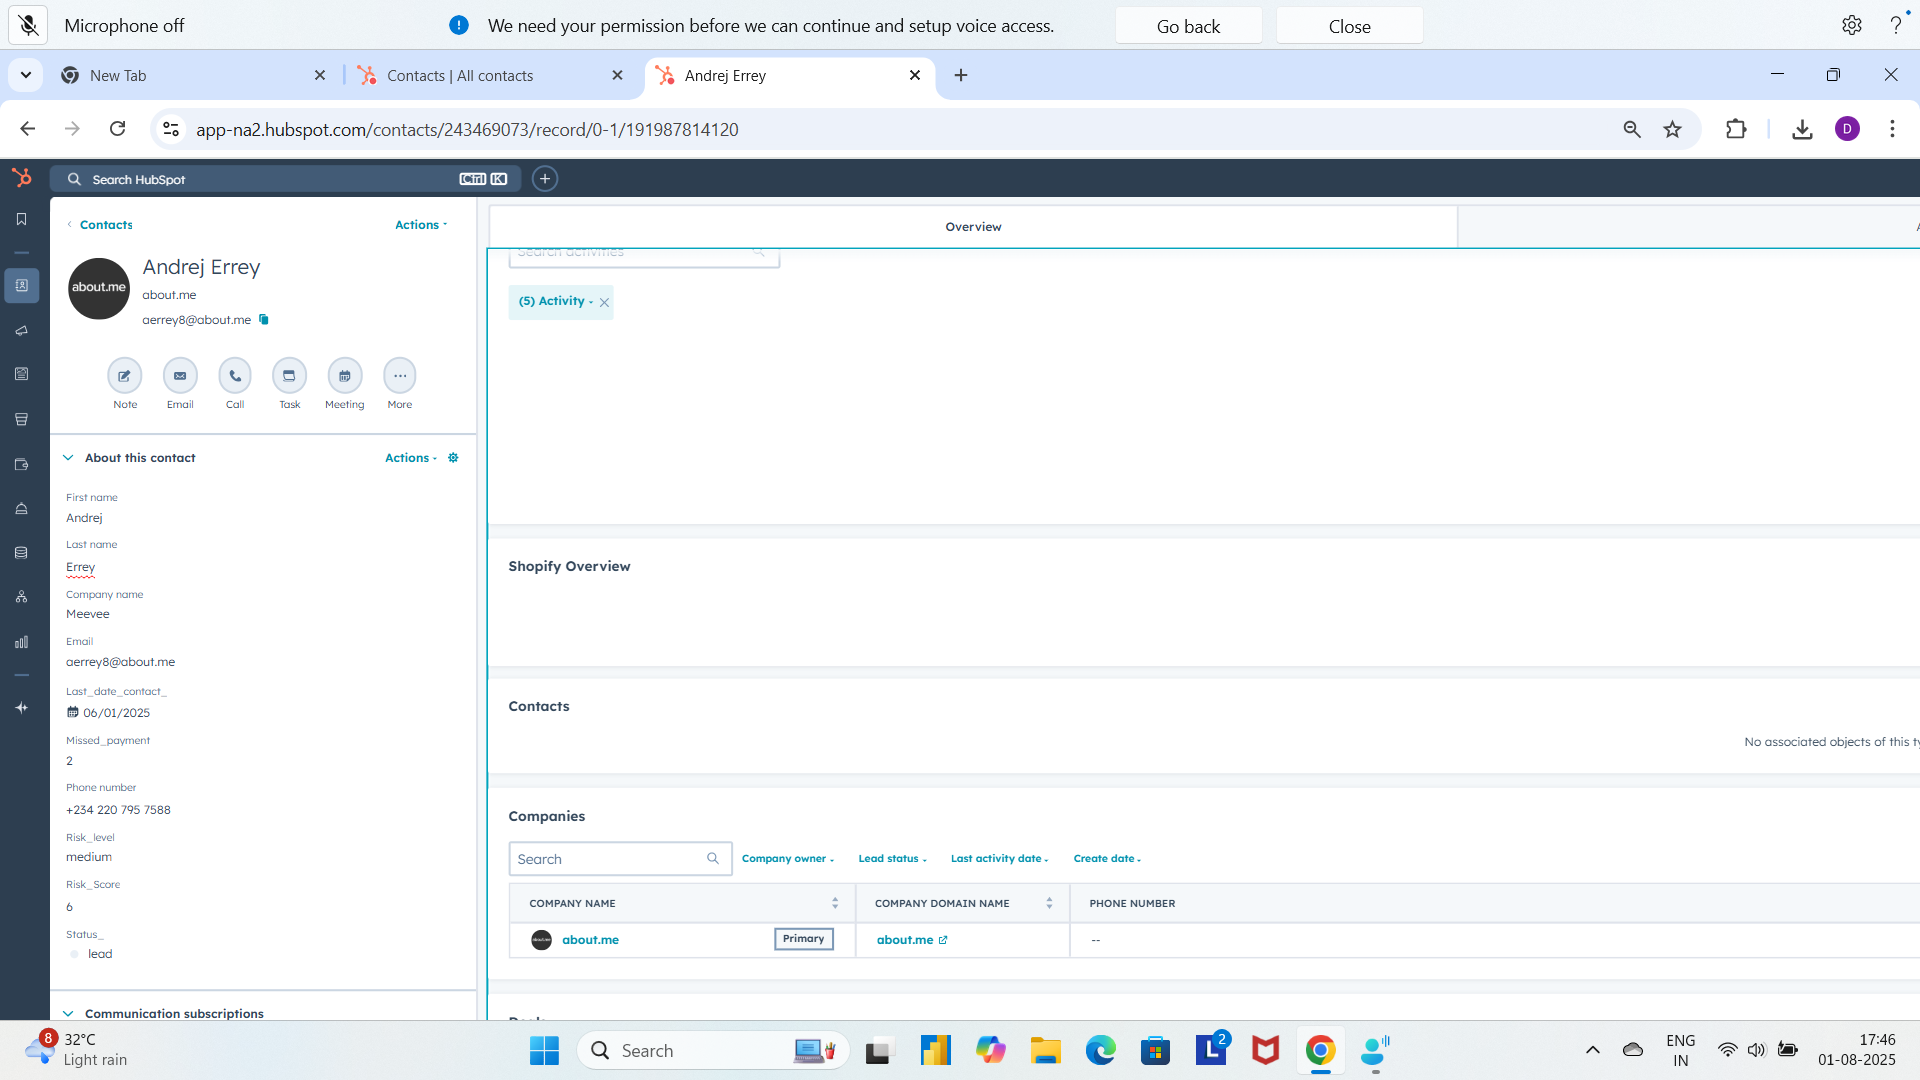 Microphone off
We need your permission before we can continue and setup voice access.
Go back
Close
New Tab
Contacts | All contacts
Andrej Errey
app-na2.hubspot.com/contacts/243469073/record/0-1/191987814120
D
Search HubSpot
Ctrl K
Contacts
Actions
Andrej Errey
about.me
about.me
aerrey8@about.me
Note
Email
Call
Task
Meeting
More
About this contact
Actions
First name
Andrej
Last name
Errey
Company name
Meevee
Email
aerrey8@about.me
Last_date_contact_
06/01/2025
Missed_payment
2
Phone number
+234 220 795 7588
Risk_level
medium
Risk_Score
6
Status_
lead
Communication subscriptions
Overview
Search activities
(5) Activity
Shopify Overview
Contacts
No associated objects of this
Companies
Search
Company owner
Lead status
Last activity date
Create date
COMPANY NAME
COMPANY DOMAIN NAME
PHONE NUMBER
about.me
Primary
about.me
--
8
32°C
Light rain
Search
2
ENG
IN
17:46
01-08-2025